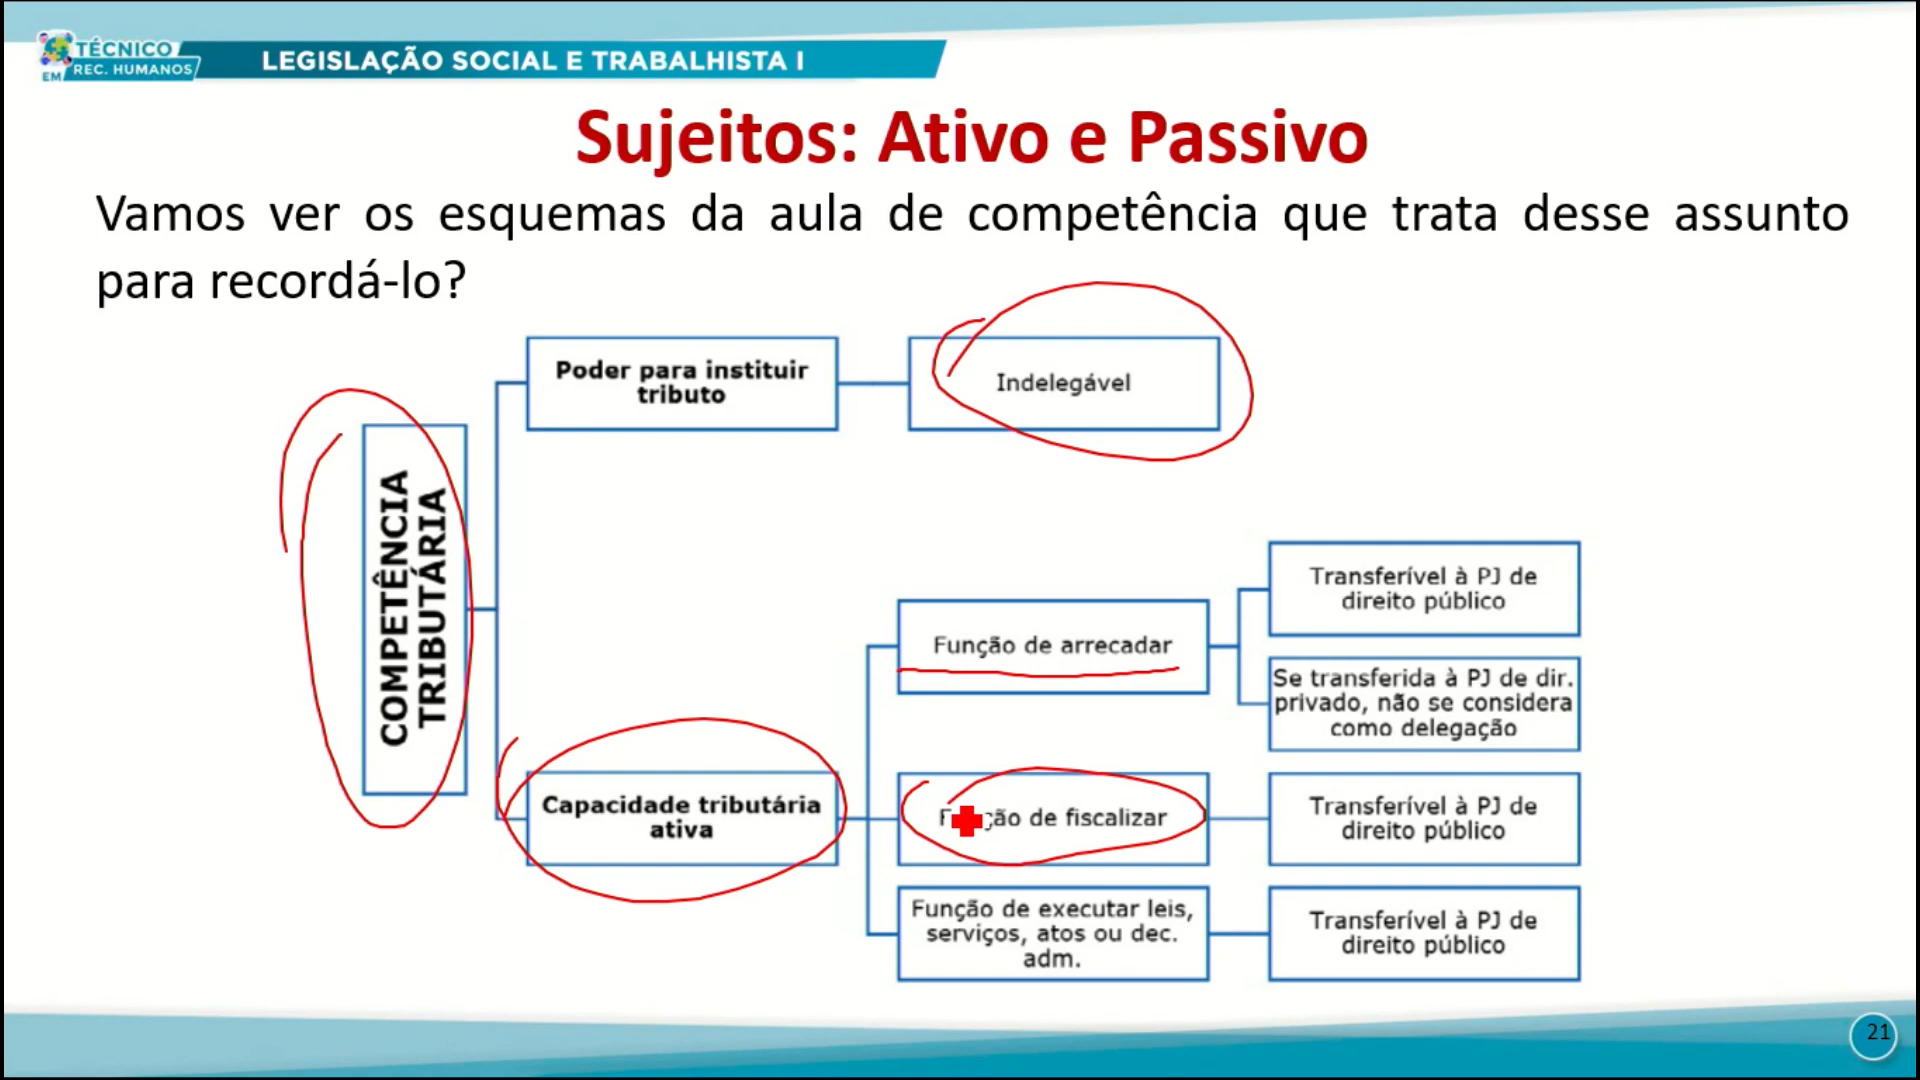 TÉCNICO
EM REC. HUMANOS
LEGISLAÇÃO SOCIAL E TRABALHISTA I
Sujeitos: Ativo e Passivo
Vamos ver os esquemas da aula de competência que trata desse assunto
para recordá-lo?
Poder para instituir
tributo
Indelegável
COMPETÊNCIA
TRIBUTÁRIA
Capacidade tributária
ativa
Função de arrecadar
Transferível à PJ de
direito público
Se transferida à PJ de dir.
privado, não se considera
como delegação
Função de fiscalizar
Transferível à PJ de
direito público
Função de executar leis,
serviços, atos ou dec.
adm.
Transferível à PJ de
direito público
21